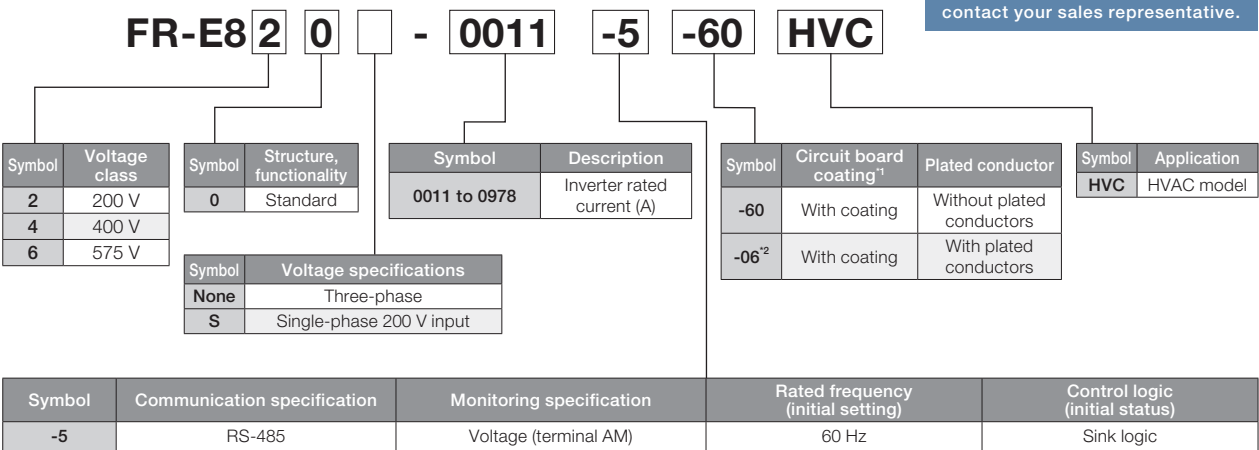 contact your sales representative.
FR-E8 2 0 - 0011 -5 -60 HVC
Symbol Voltage class
2 200 V
4 400 V
6 575 V
Symbol Structure, functionality
0 Standard
Symbol Voltage specifications
None Three-phase
S Single-phase 200 V input
Symbol Description
0011 to 0978 Inverter rated current (A)
Symbol Circuit board coating*1 Plated conductor
-60 With coating Without plated conductors
-06*2 With coating With plated conductors
Symbol Application
HVC HVAC model
Symbol Communication specification Monitoring specification Rated frequency (initial setting) Control logic (initial status)
-5 RS-485 Voltage (terminal AM) 60 Hz Sink logic